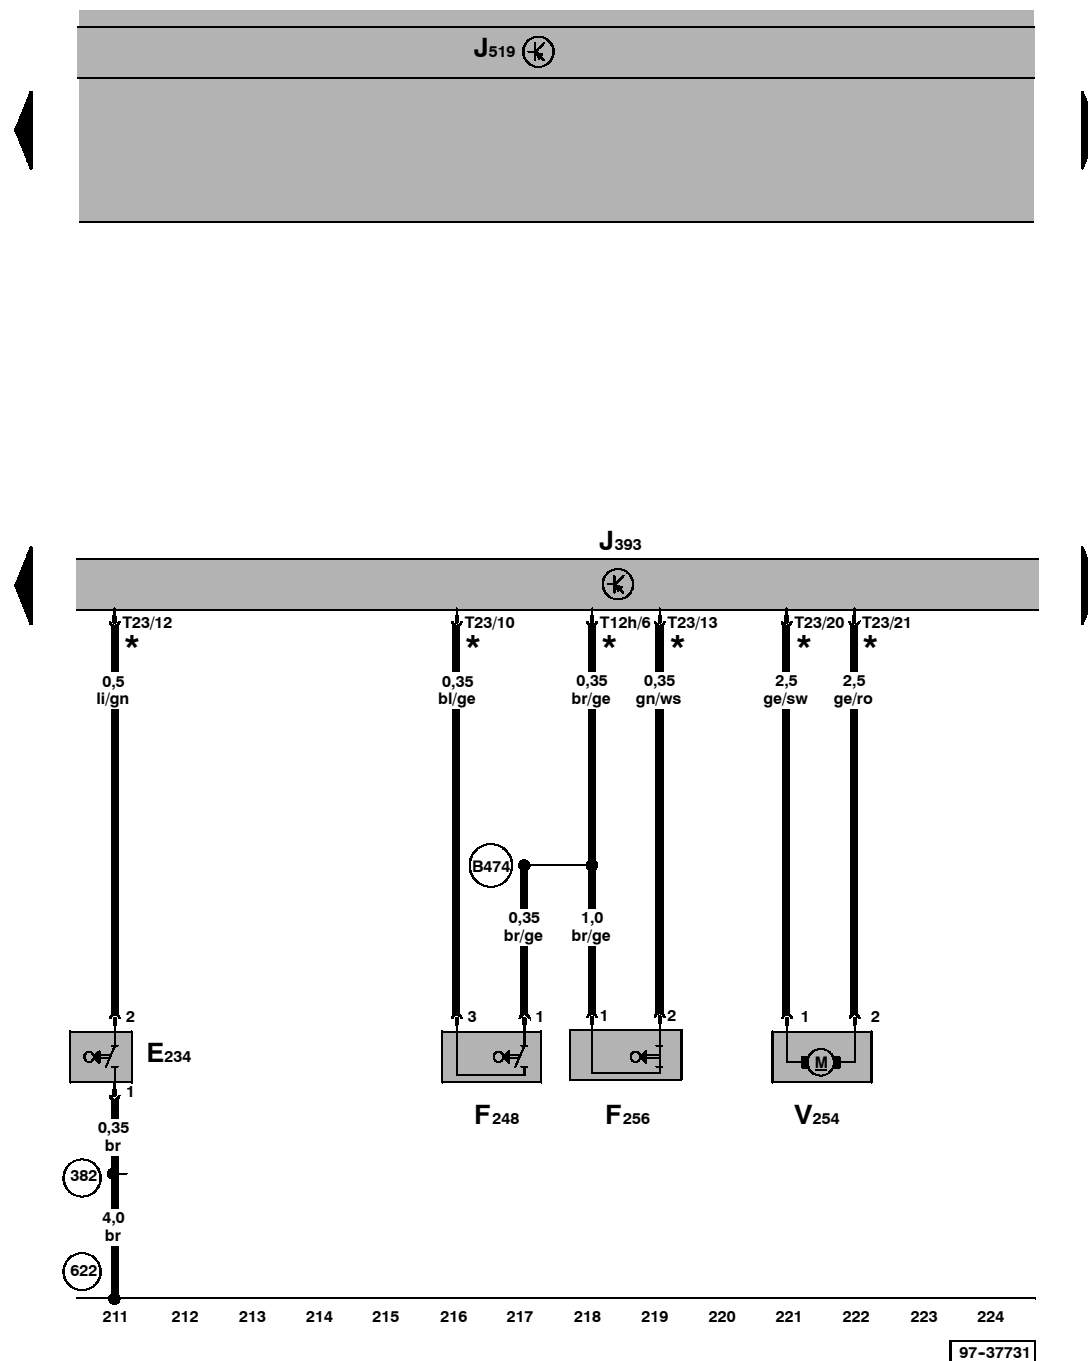 J519
J393
T23/12 T23/10 T12h/6 T23/13 T23/20 T23/21
* * * * * *
0,5 0,35 0,35 0,35 2,5 2,5
li/gn bl/ge br/ge gn/ws ge/sw ge/ro
B474
0,35 1,0
br/ge br/ge
2 3 1 1 2 1 2
E234
M
1
F248 F256 V254
0,35
br
382
4,0
br
622
211 212 213 214 215 216 217 218 219 220 221 222 223 224
97-37731